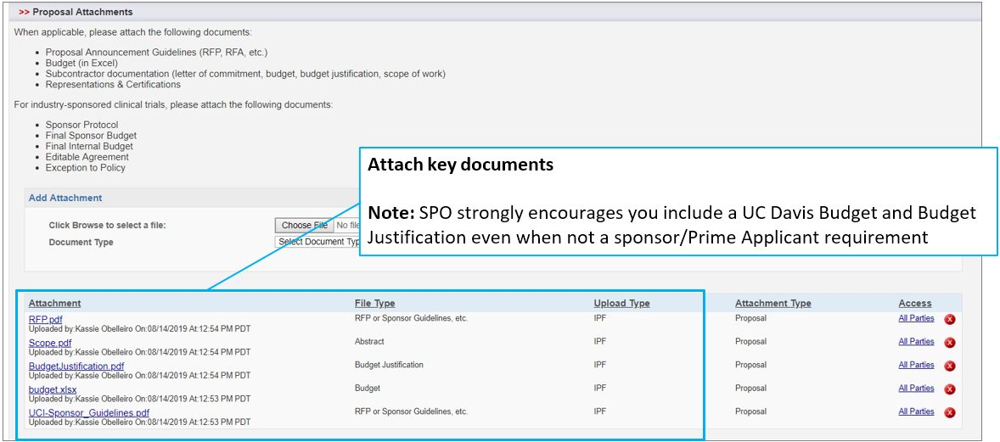 >> Proposal Attachments
When applicable, please attach the following documents:
• Proposal Announcement Guidelines (RFP, RFA, etc.)
• Budget (in Excel)
• Subcontractor documentation (letter of commitment, budget, budget justification, scope of work)
• Representations & Certifications
For industry-sponsored clinical trials, please attach the following documents:
• Sponsor Protocol
• Final Sponsor Budget
• Final Internal Budget
• Editable Agreement
• Exception to Policy
Attach key documents
Note: SPO strongly encourages you include a UC Davis Budget and Budget
Justification even when not a sponsor/Prime Applicant requirement
Add Attachment
Click Browse to select a file: Choose File No file
Document Type Select Document Typ
Attachment File Type Upload Type Attachment Type Access
RFP.pdf RFP or Sponsor Guidelines, etc. IPF Proposal All Parties
Uploaded by:Kassie Obelleiro On:08/14/2019 At:12:54 PM PDT
Scope.pdf Abstract IPF Proposal All Parties
Uploaded by:Kassie Obelleiro On:08/14/2019 At:12:54 PM PDT
BudgetJustification.pdf Budget Justification IPF Proposal All Parties
Uploaded by:Kassie Obelleiro On:08/14/2019 At:12:54 PM PDT
budget.xlsx Budget IPF Proposal All Parties
Uploaded by:Kassie Obelleiro On:08/14/2019 At:12:53 PM PDT
UCI-Sponsor_Guidelines.pdf RFP or Sponsor Guidelines, etc. IPF Proposal All Parties
Uploaded by:Kassie Obelleiro On:08/14/2019 At:12:53 PM PDT